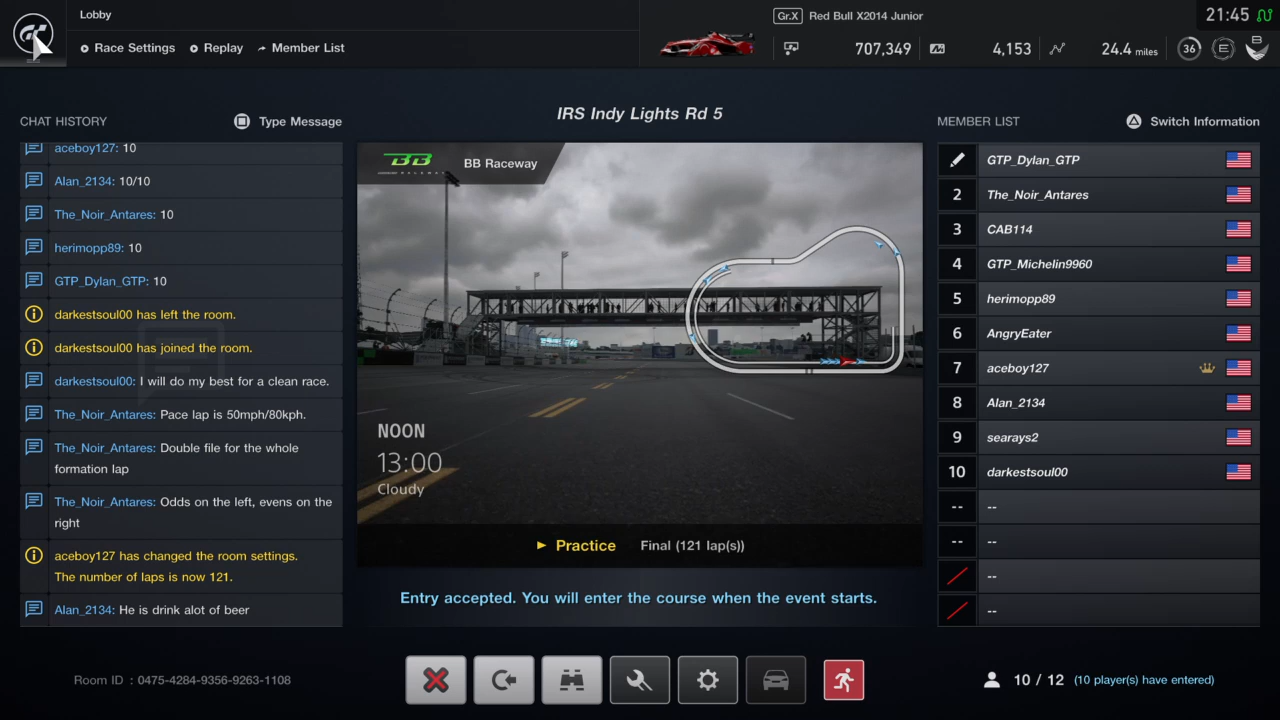 Lobby
Race Settings
Replay
Member List
Gr.X
Red Bull X2014 Junior
21:45
707,349
4,153
24.4 miles
36
E
B
CHAT HISTORY
Type Message
aceboy127: 10
Alan_2134: 10/10
The_Noir_Antares: 10
herimopp89: 10
GTP_Dylan_GTP: 10
darkestsoul00 has left the room.
darkestsoul00 has joined the room.
darkestsoul00: I will do my best for a clean race.
The_Noir_Antares: Pace lap is 50mph/80kph.
The_Noir_Antares: Double file for the whole
formation lap
The_Noir_Antares: Odds on the left, evens on the
right
aceboy127 has changed the room settings.
The number of laps is now 121.
Alan_2134: He is drink alot of beer
IRS Indy Lights Rd 5
BB
BB Raceway
NOON
13:00
Cloudy
Practice
Final (121 lap(s))
Entry accepted. You will enter the course when the event starts.
MEMBER LIST
Switch Information
GTP_Dylan_GTP
2 The_Noir_Antares
3 CAB114
4 GTP_Michelin9960
5 herimopp89
6 AngryEater
7 aceboy127
8 Alan_2134
9 searays2
10 darkestsoul00
-- --
-- --
--
--
Room ID : 0475-4284-9356-9263-1108
10 / 12 (10 player(s) have entered)